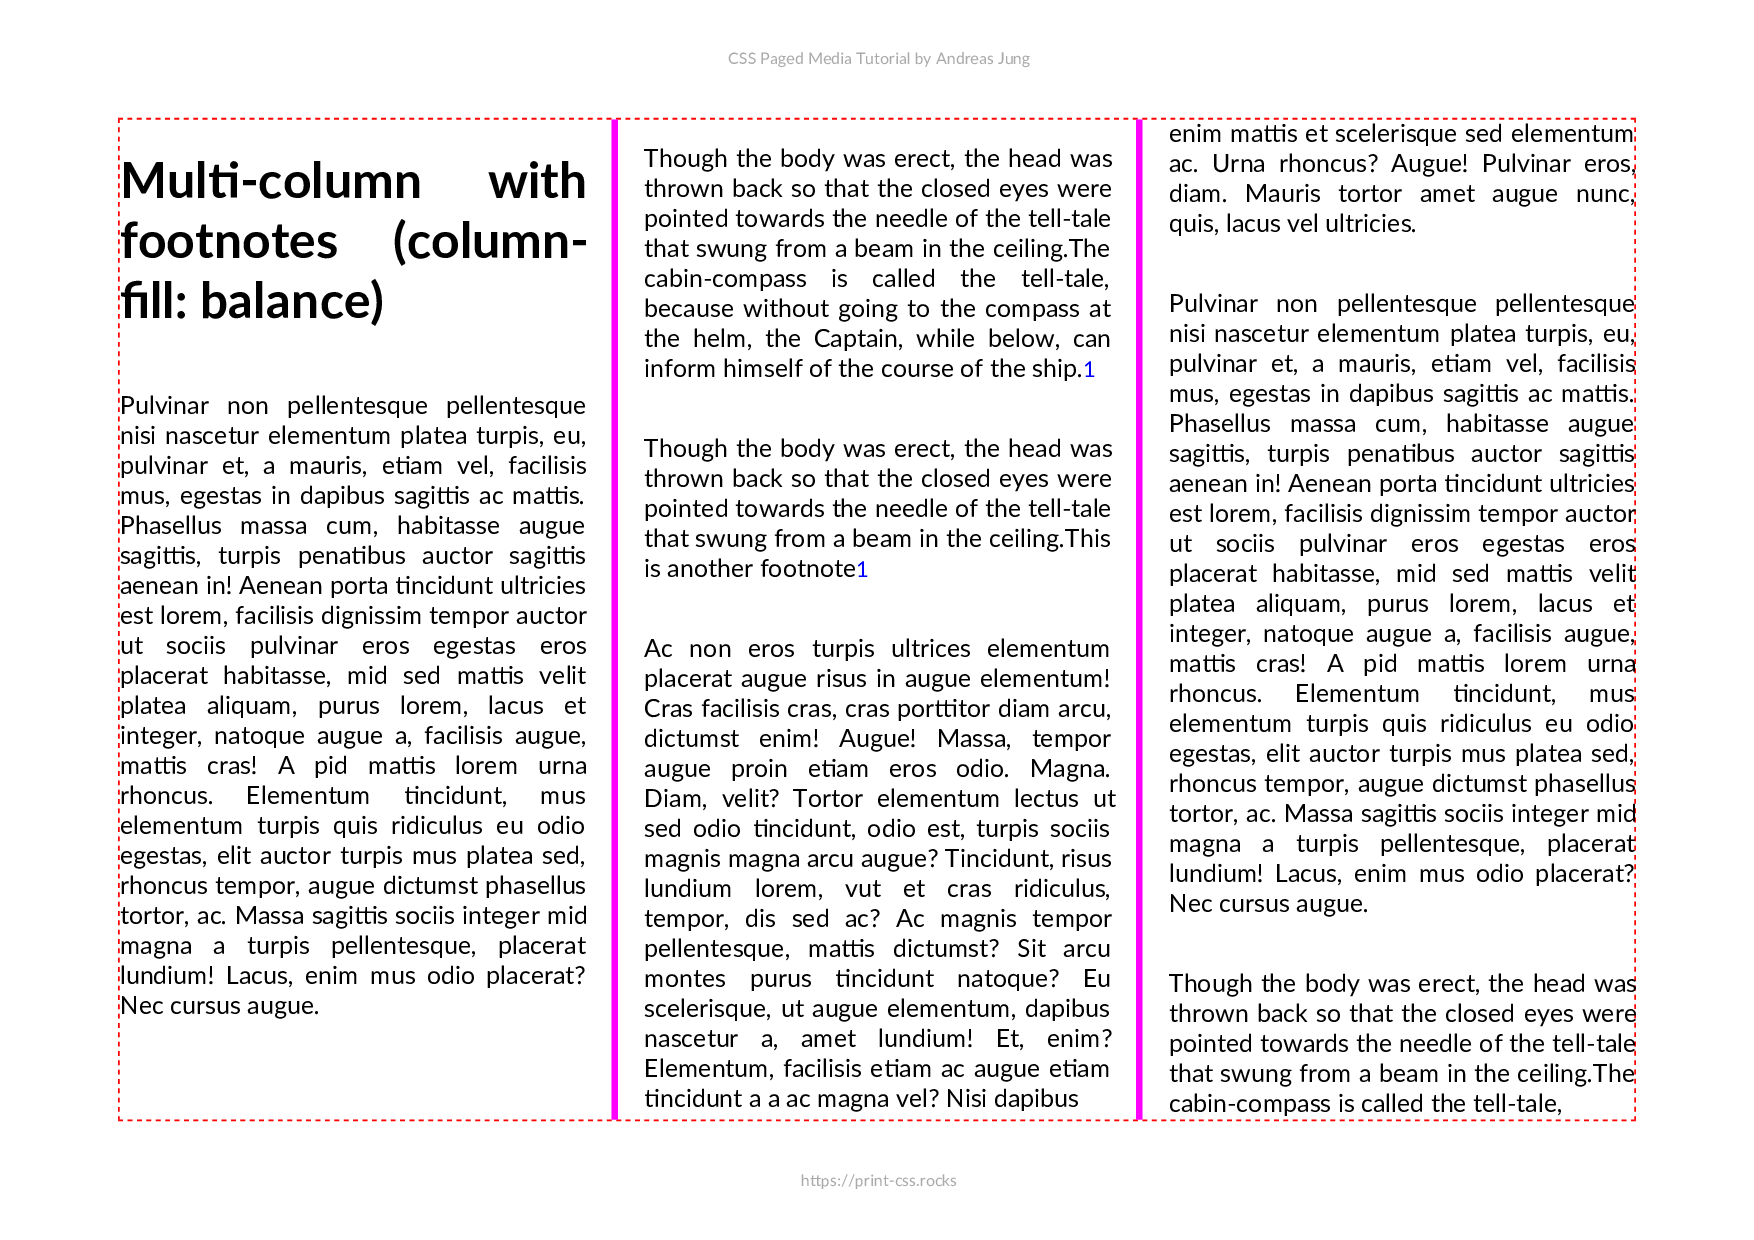 CSS Paged Media Tutorial by Andreas Jung
Multi-column with
footnotes (column-
fill: balance)
Pulvinar non pellentesque pellentesque
nisi nascetur elementum platea turpis, eu,
pulvinar et, a mauris, etiam vel, facilisis
mus, egestas in dapibus sagittis ac mattis.
Phasellus massa cum, habitasse augue
sagittis, turpis penatibus auctor sagittis
aenean in! Aenean porta tincidunt ultricies
est lorem, facilisis dignissim tempor auctor
ut sociis pulvinar eros egestas eros
placerat habitasse, mid sed mattis velit
platea aliquam, purus lorem, lacus et
integer, natoque augue a, facilisis augue,
mattis cras! A pid mattis lorem urna
rhoncus. Elementum tincidunt, mus
elementum turpis quis ridiculus eu odio
egestas, elit auctor turpis mus platea sed,
rhoncus tempor, augue dictumst phasellus
tortor, ac. Massa sagittis sociis integer mid
magna a turpis pellentesque, placerat
lundium! Lacus, enim mus odio placerat?
Nec cursus augue.
Though the body was erect, the head was
thrown back so that the closed eyes were
pointed towards the needle of the tell-tale
that swung from a beam in the ceiling.The
cabin-compass is called the tell-tale,
because without going to the compass at
the helm, the Captain, while below, can
inform himself of the course of the ship.1
Though the body was erect, the head was
thrown back so that the closed eyes were
pointed towards the needle of the tell-tale
that swung from a beam in the ceiling.This
is another footnote1
Ac non eros turpis ultrices elementum
placerat augue risus in augue elementum!
Cras facilisis cras, cras porttitor diam arcu,
dictumst enim! Augue! Massa, tempor
augue proin etiam eros odio. Magna.
Diam, velit? Tortor elementum lectus ut
sed odio tincidunt, odio est, turpis sociis
magnis magna arcu augue? Tincidunt, risus
lundium lorem, vut et cras ridiculus,
tempor, dis sed ac? Ac magnis tempor
pellentesque, mattis dictumst? Sit arcu
montes purus tincidunt natoque? Eu
scelerisque, ut augue elementum, dapibus
nascetur a, amet lundium! Et, enim?
Elementum, facilisis etiam ac augue etiam
tincidunt a a ac magna vel? Nisi dapibus
enim mattis et scelerisque sed elementum
ac. Urna rhoncus? Augue! Pulvinar eros,
diam. Mauris tortor amet augue nunc,
quis, lacus vel ultricies.
Pulvinar non pellentesque pellentesque
nisi nascetur elementum platea turpis, eu,
pulvinar et, a mauris, etiam vel, facilisis
mus, egestas in dapibus sagittis ac mattis.
Phasellus massa cum, habitasse augue
sagittis, turpis penatibus auctor sagittis
aenean in! Aenean porta tincidunt ultricies
est lorem, facilisis dignissim tempor auctor
ut sociis pulvinar eros egestas eros
placerat habitasse, mid sed mattis velit
platea aliquam, purus lorem, lacus et
integer, natoque augue a, facilisis augue,
mattis cras! A pid mattis lorem urna
rhoncus. Elementum tincidunt, mus
elementum turpis quis ridiculus eu odio
egestas, elit auctor turpis mus platea sed,
rhoncus tempor, augue dictumst phasellus
tortor, ac. Massa sagittis sociis integer mid
magna a turpis pellentesque, placerat
lundium! Lacus, enim mus odio placerat?
Nec cursus augue.
Though the body was erect, the head was
thrown back so that the closed eyes were
pointed towards the needle of the tell-tale
that swung from a beam in the ceiling.The
cabin-compass is called the tell-tale,
https://print-css.rocks